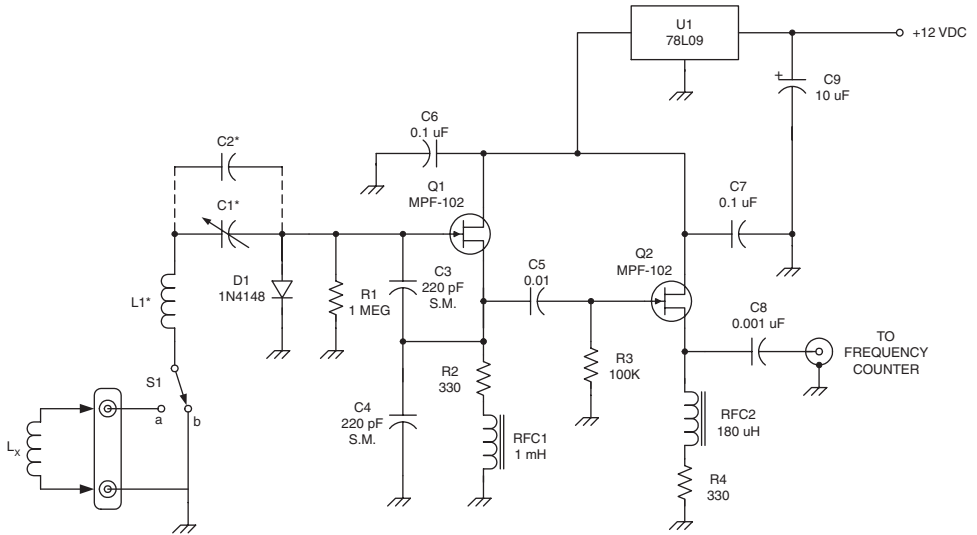 U1
78L09
+12 VDC
C9
10 uF
+
C6
0.1 uF
C2*
Q1
MPF-102
C7
0.1 uF
C1*
Q2
MPF-102
C5
0.01
C3
220 pF
S.M.
D1
1N4148
L1*
R1
1 MEG
C8
0.001 uF
TO
FREQUENCY
COUNTER
R2
330
R3
100K
S1
a
b
C4
220 pF
S.M.
RFC1
1 mH
RFC2
180 uH
LX
R4
330